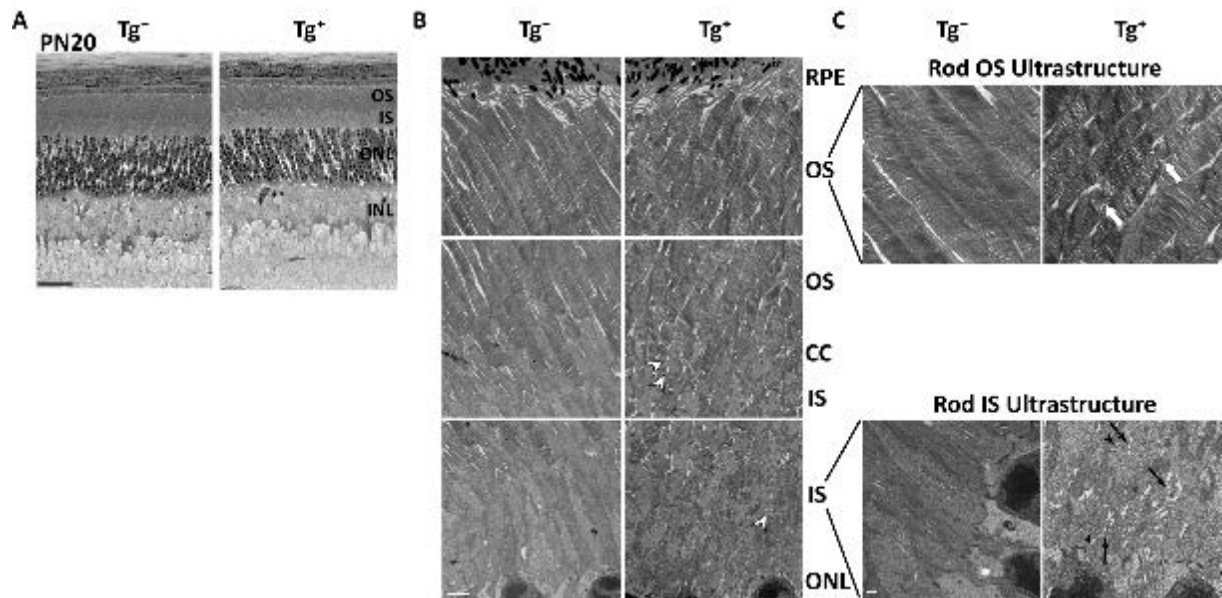 A
Tg⁻
Tg⁺
PN20
OS
IS
ONL
INL
B
Tg⁻
Tg⁺
RPE
OS
OS
CC
IS
IS
ONL
C
Tg⁻
Tg⁺
Rod OS Ultrastructure
Rod IS Ultrastructure